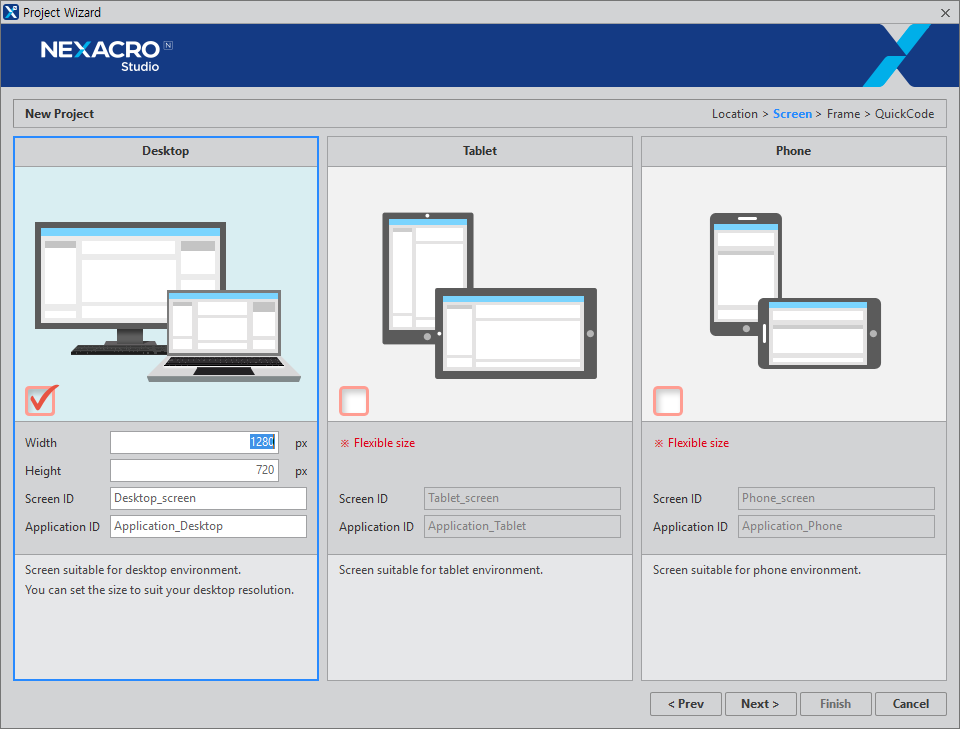 Project Wizard
NEXACRO N
Studio
New Project
Location > Screen > Frame > QuickCode
Desktop
Width 1280 px
Height 720 px
Screen ID Desktop_screen
Application ID Application_Desktop
Screen suitable for desktop environment.
You can set the size to suit your desktop resolution.
Tablet
※ Flexible size
Screen ID Tablet_screen
Application ID Application_Tablet
Screen suitable for tablet environment.
Phone
※ Flexible size
Screen ID Phone_screen
Application ID Application_Phone
Screen suitable for phone environment.
< Prev Next > Finish Cancel